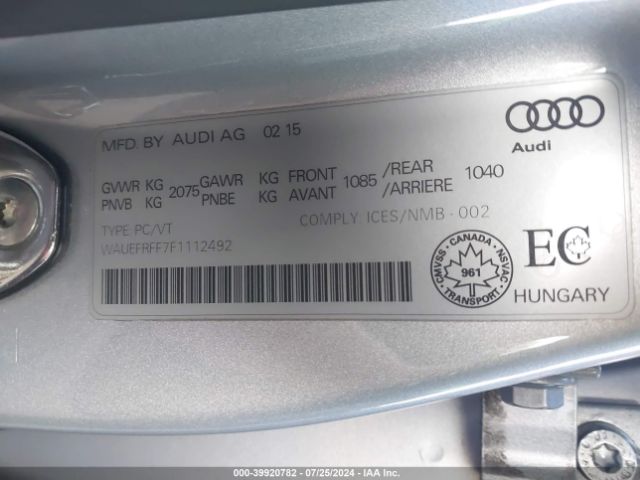 MFD. BY AUDI AG 02 15
Audi
GVWR KG 2075 GAWR KG FRONT 1085 /REAR 1040
PNVB KG PNBE KG AVANT /ARRIERE
COMPLY: ICES/NMB - 002
TYPE PC/VT
WAUEFRFF7F1112492
CANADA
CMVSS NSVAC
961
TRANSPORT
EC
HUNGARY
000-39920782 / 07/25/2024 / IAA Inc.